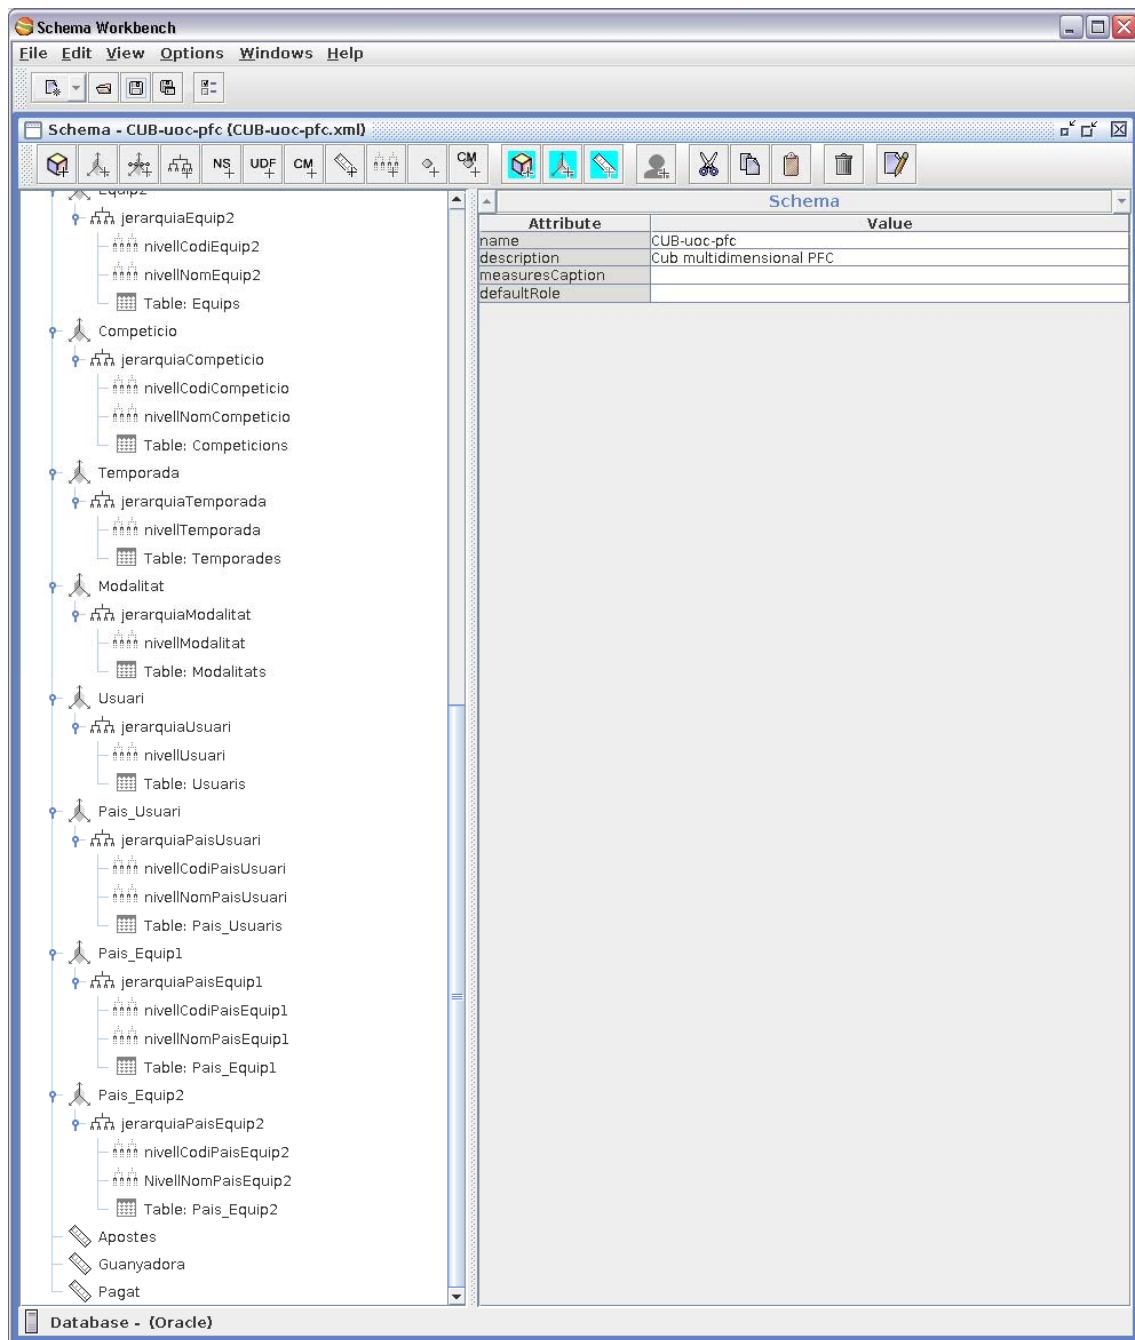 Schema Workbench
File Edit View Options Windows Help
Schema - CUB-uoc-pfc (CUB-uoc-pfc.xml)
NS UDF CM CM
Equip2
jerarquiaEquip2
nivellCodiEquip2
nivellNomEquip2
Table: Equips
Competicio
jerarquiaCompeticio
nivellCodiCompeticio
nivellNomCompeticio
Table: Competicions
Temporada
jerarquiaTemporada
nivellTemporada
Table: Temporades
Modalitat
jerarquiaModalitat
nivellModalitat
Table: Modalitats
Usuari
jerarquiaUsuari
nivellUsuari
Table: Usuaris
Pais_Usuari
jerarquiaPaisUsuari
nivellCodiPaisUsuari
nivellNomPaisUsuari
Table: Pais_Usuaris
Pais_Equip1
jerarquiaPaisEquip1
nivellCodiPaisEquip1
nivellNomPaisEquip1
Table: Pais_Equip1
Pais_Equip2
jerarquiaPaisEquip2
nivellCodiPaisEquip2
NivellNomPaisEquip2
Table: Pais_Equip2
Apostes
Guanyadora
Pagat
Schema
Attribute Value
name CUB-uoc-pfc
description Cub multidimensional PFC
measuresCaption
defaultRole
Database - (Oracle)